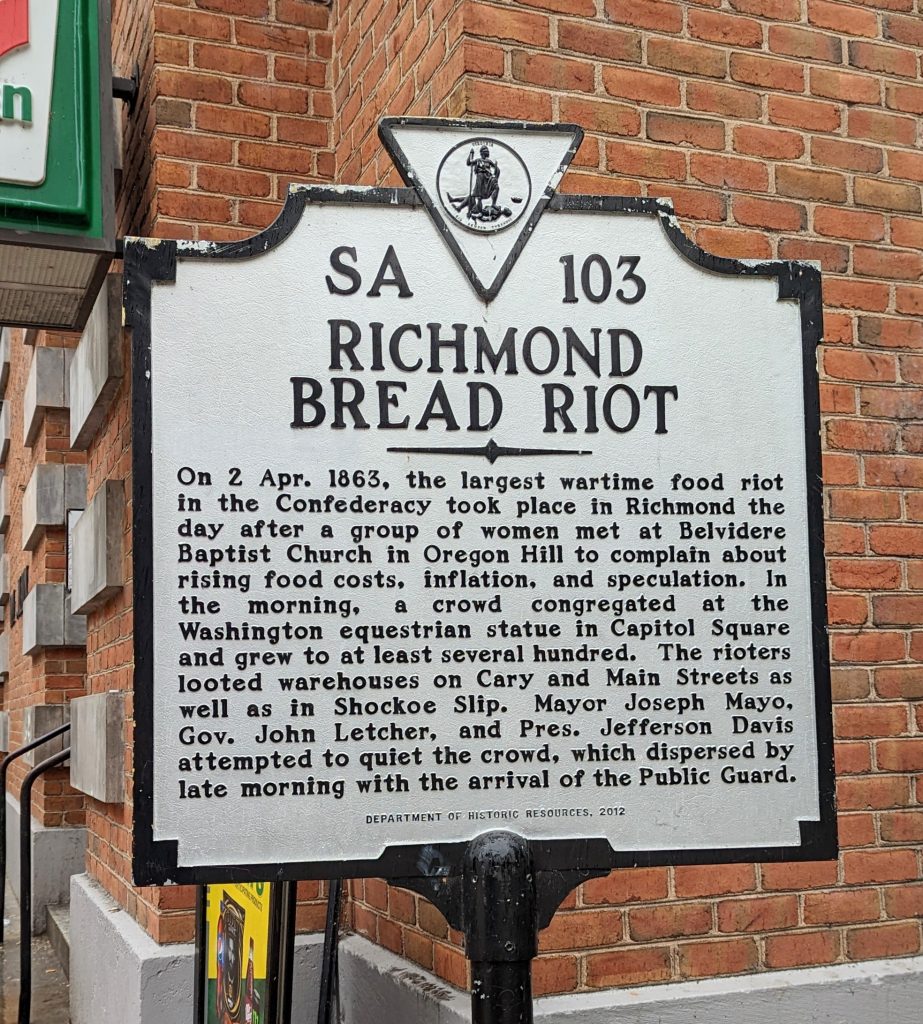 n
SA 103
RICHMOND
BREAD RIOT
On 2 Apr. 1863, the largest wartime food riot
in the Confederacy took place in Richmond the
day after a group of women met at Belvidere
Baptist Church in Oregon Hill to complain about
rising food costs, inflation, and speculation. In
the morning, a crowd congregated at the
Washington equestrian statue in Capitol Square
and grew to at least several hundred. The rioters
looted warehouses on Cary and Main Streets as
well as in Shockoe Slip. Mayor Joseph Mayo,
Gov. John Letcher, and Pres. Jefferson Davis
attempted to quiet the crowd, which dispersed by
late morning with the arrival of the Public Guard.
DEPARTMENT OF HISTORIC RESOURCES, 2012